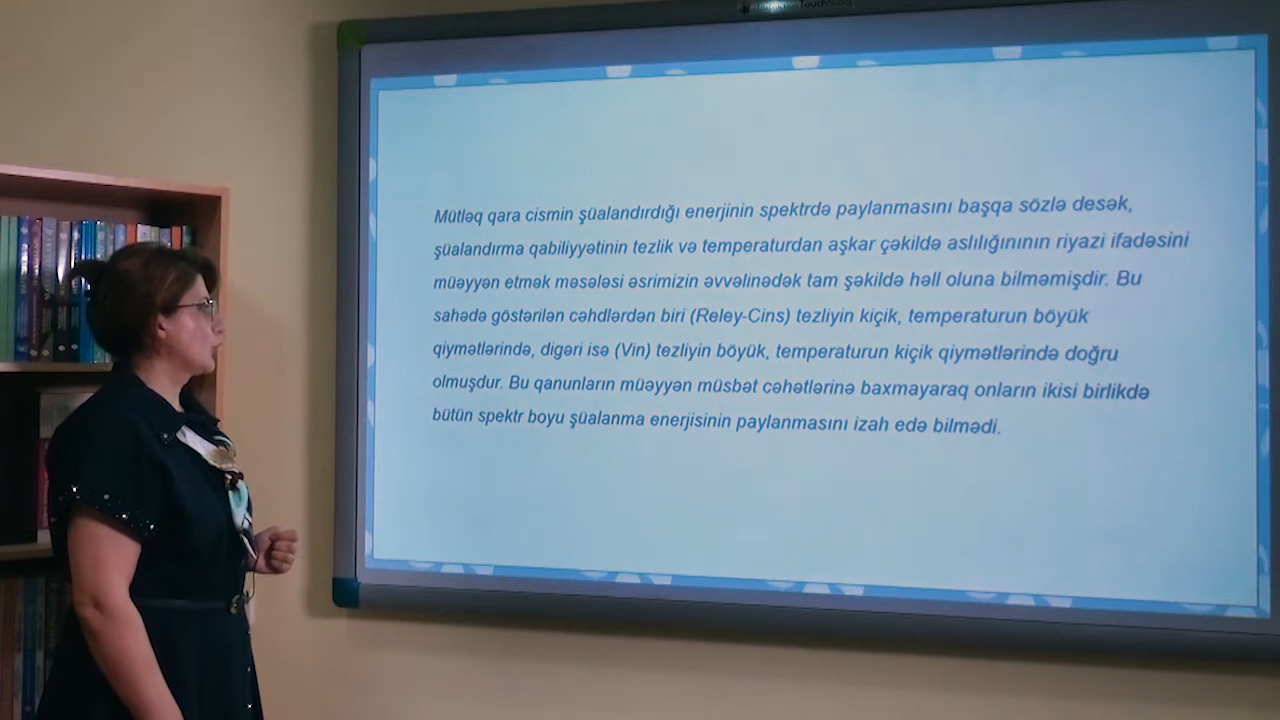 Mütləq qara cismin şüalandırdığı enerjinin spektrdə paylanmasını başqa sözlə desək,
şüalandırma qabiliyyətinin tezlik və temperaturdan aşkar çəkildə aslılığınının riyazi ifadəsini
müəyyən etmək məsələsi əsrimizin əvvəlinədək tam şəkildə həll oluna bilməmişdir. Bu
sahədə göstərilən cəhdlərdən biri (Reley-Cins) tezliyin kiçik, temperaturun böyük
qiymətlərində, digəri isə (Vin) tezliyin böyük, temperaturun kiçik qiymətlərində doğru
olmuşdur. Bu qanunların müəyyən müsbət cəhətlərinə baxmayaraq onların ikisi birlikdə
bütün spektr boyu şüalanma enerjisinin paylanmasını izah edə bilmədi.